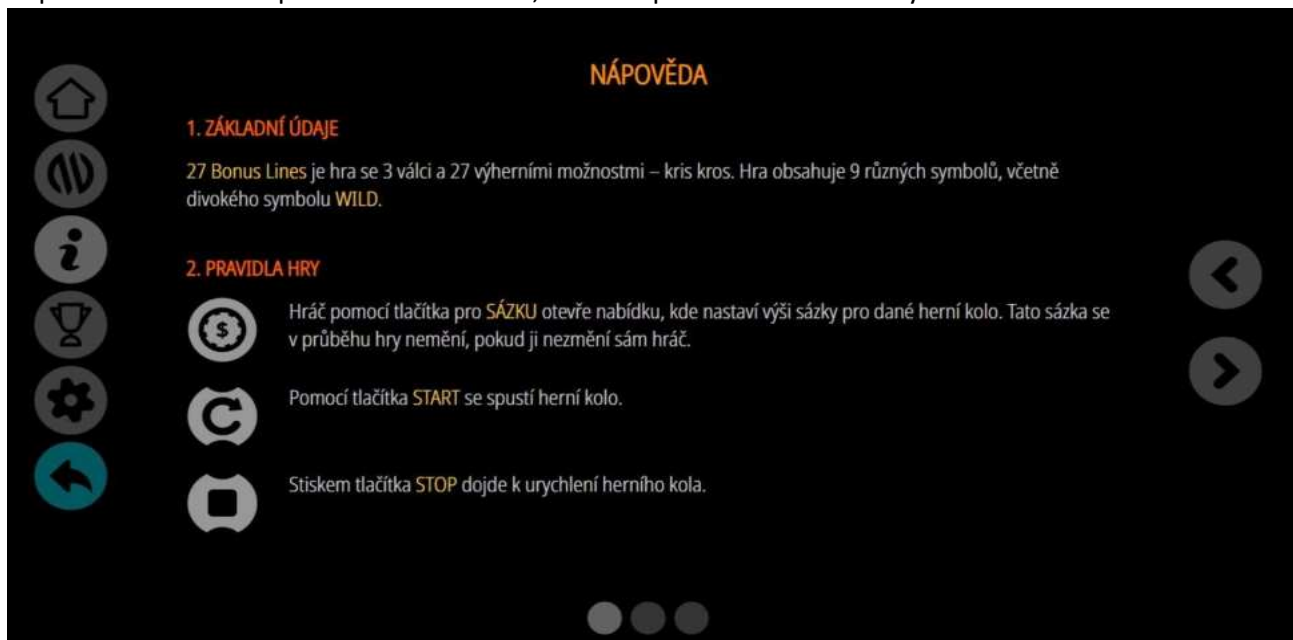 NÁPOVĚDA
1. ZÁKLADNÍ ÚDAJE
27 Bonus Lines je hra se 3 válci a 27 výherními možnostmi – kris kros. Hra obsahuje 9 různých symbolů, včetně
divokého symbolu WILD.
2. PRAVIDLA HRY
Hráč pomocí tlačítka pro SÁZKU otevře nabídku, kde nastaví výši sázky pro dané herní kolo. Tato sázka se
v průběhu hry nemění, pokud ji nezmění sám hráč.
Pomocí tlačítka START se spustí herní kolo.
Stiskem tlačítka STOP dojde k urychlení herního kola.